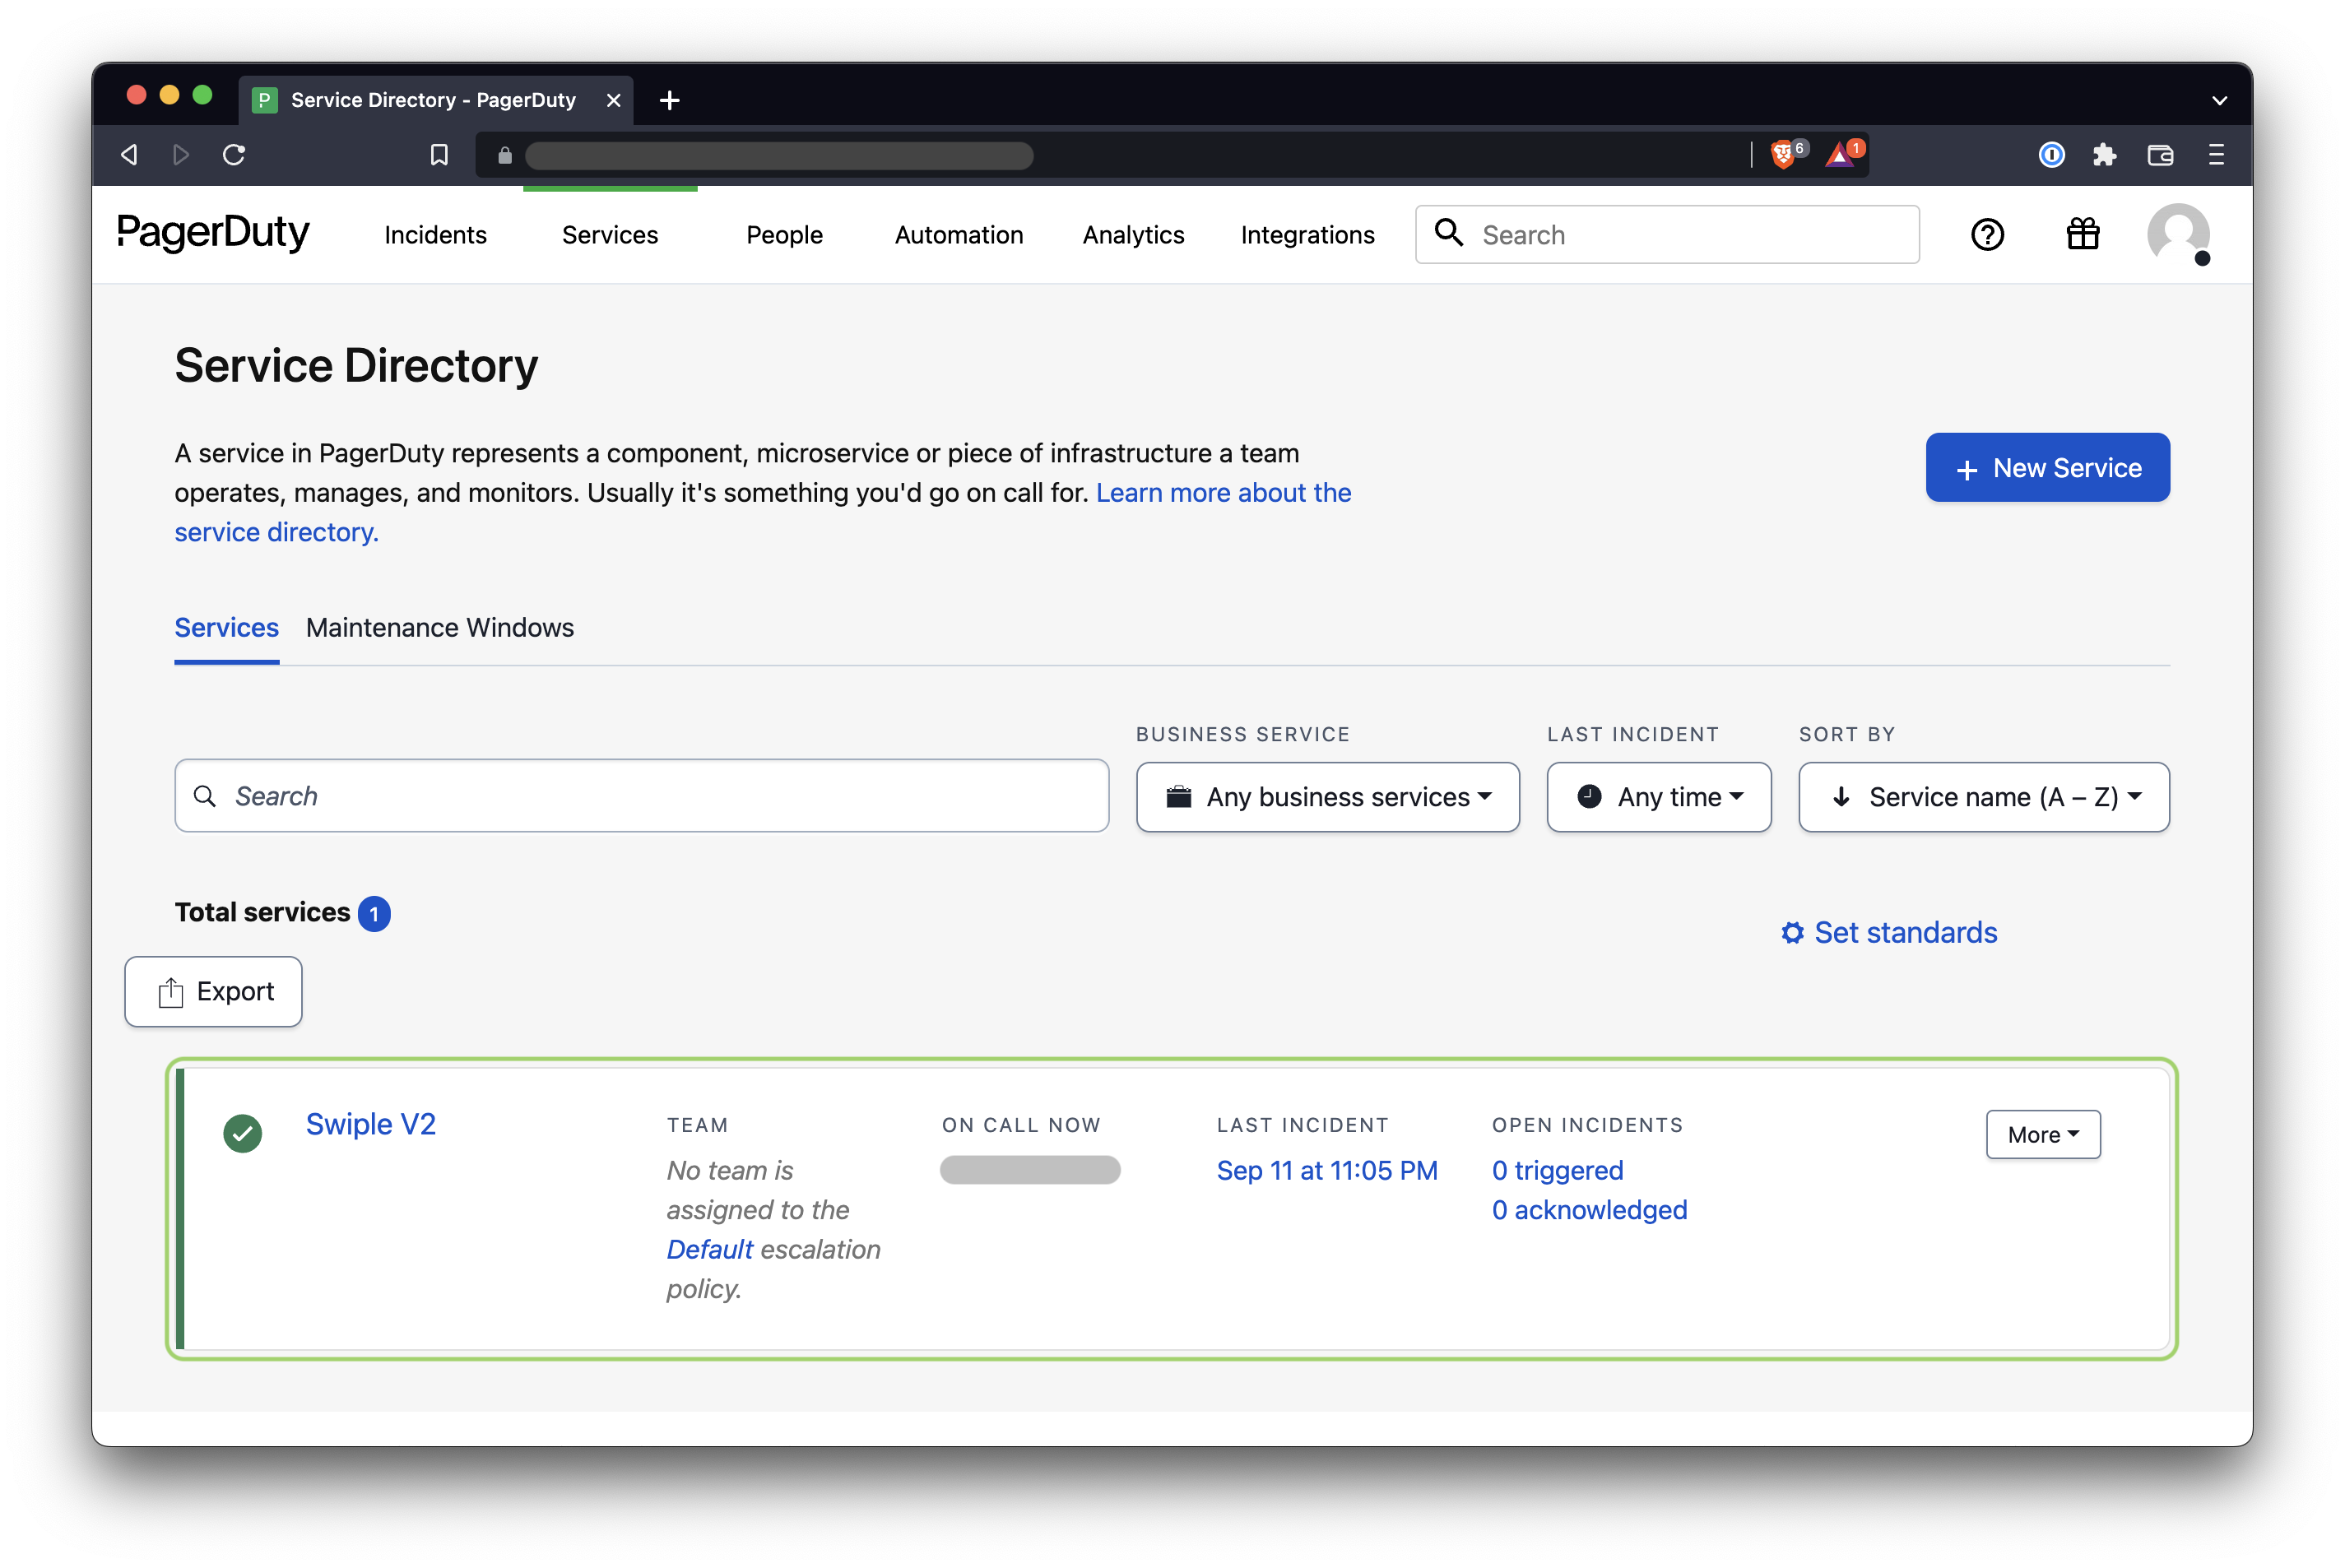 P Service Directory - PagerDuty
6 1
PagerDuty Incidents Services People Automation Analytics Integrations Search
Service Directory
A service in PagerDuty represents a component, microservice or piece of infrastructure a team
operates, manages, and monitors. Usually it's something you'd go on call for. Learn more about the
service directory.
+ New Service
Services Maintenance Windows
BUSINESS SERVICE LAST INCIDENT SORT BY
Search Any business services Any time Service name (A – Z)
Total services 1
Set standards
Export
Swiple V2
TEAM
No team is
assigned to the
Default escalation
policy.
ON CALL NOW
LAST INCIDENT
Sep 11 at 11:05 PM
OPEN INCIDENTS
0 triggered
0 acknowledged
More